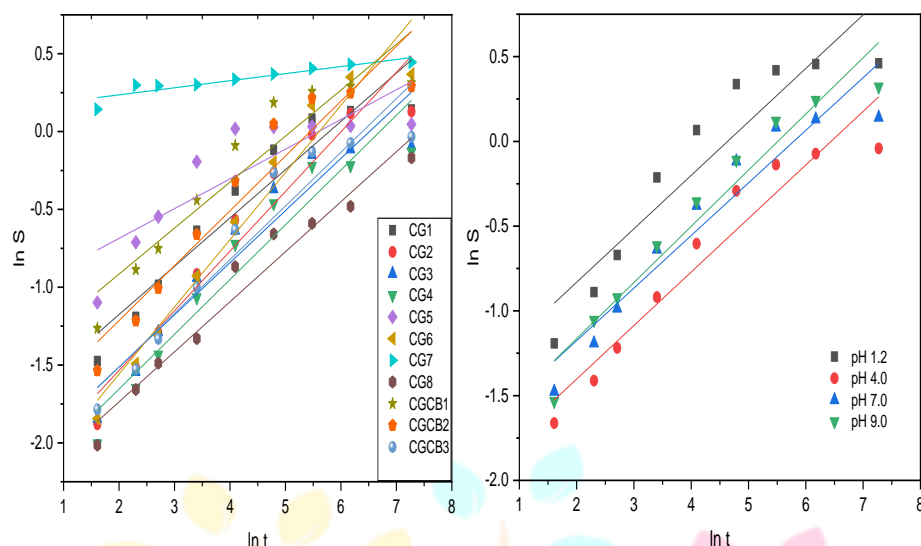 0.5
0.0
-0.5
-1.0
-1.5
-2.0
ln S
1 2 3 4 5 6 7 8
ln t
CG1
CG2
CG3
CG4
CG5
CG6
CG7
CG8
CGCB1
CGCB2
CGCB3
0.5
0.0
-0.5
-1.0
-1.5
-2.0
ln S
1 2 3 4 5 6 7 8
ln t
pH 1.2
pH 4.0
pH 7.0
pH 9.0